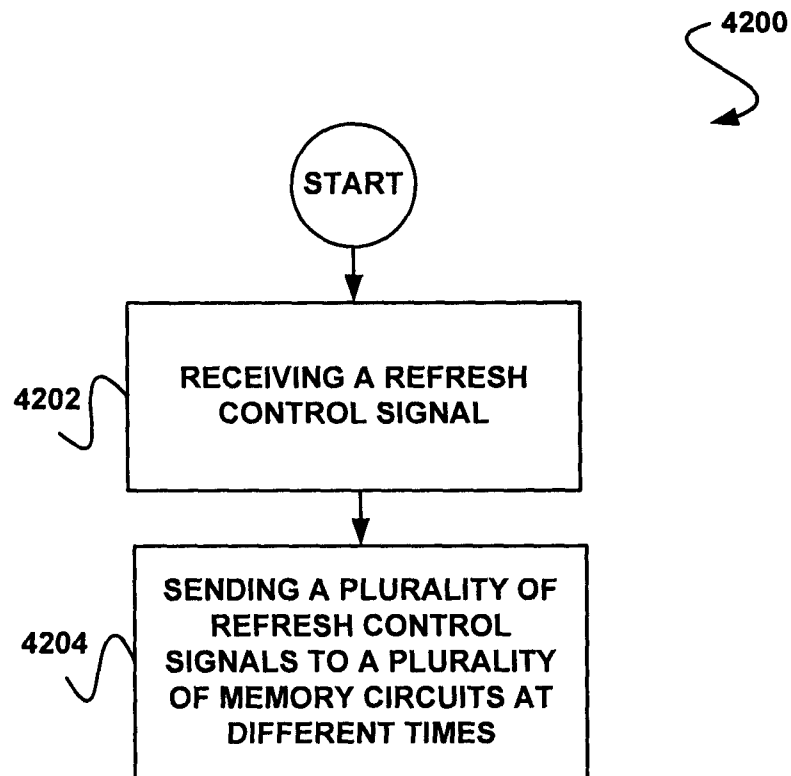 4200
START
4202
RECEIVING A REFRESH
CONTROL SIGNAL
4204
SENDING A PLURALITY OF
REFRESH CONTROL
SIGNALS TO A PLURALITY
OF MEMORY CIRCUITS AT
DIFFERENT TIMES